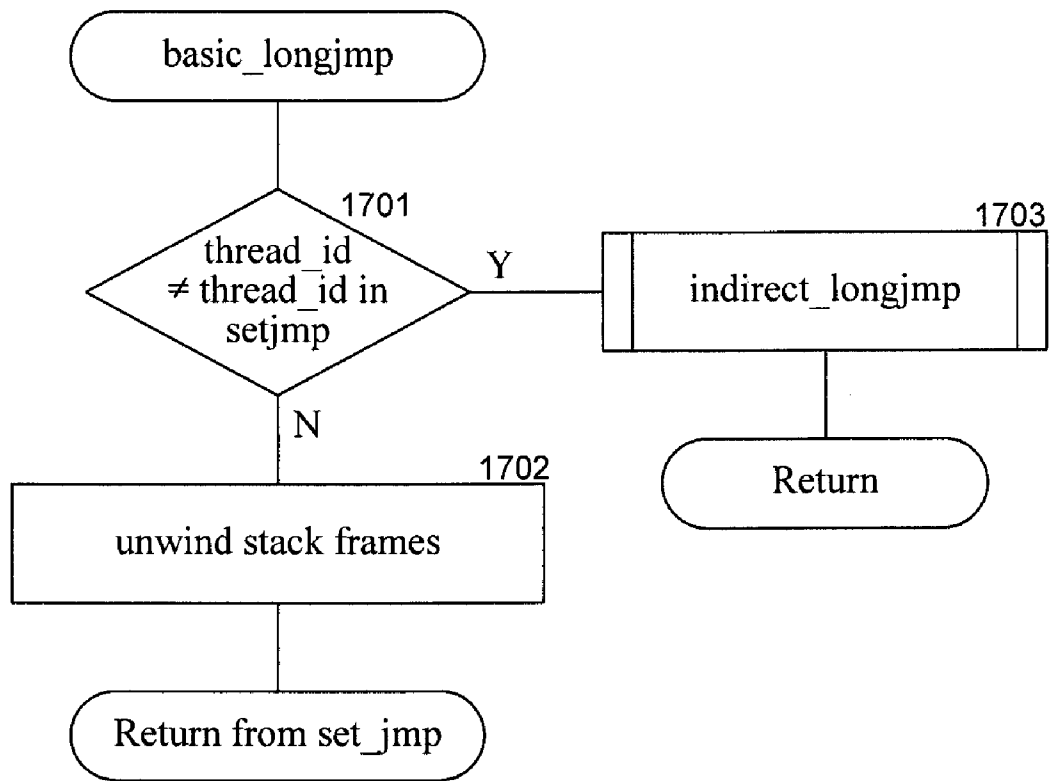 basic_longjmp
1701
thread_id
≠ thread_id in
setjmp
Y
1703
indirect_longjmp
N
Return
1702
unwind stack frames
Return from set_jmp